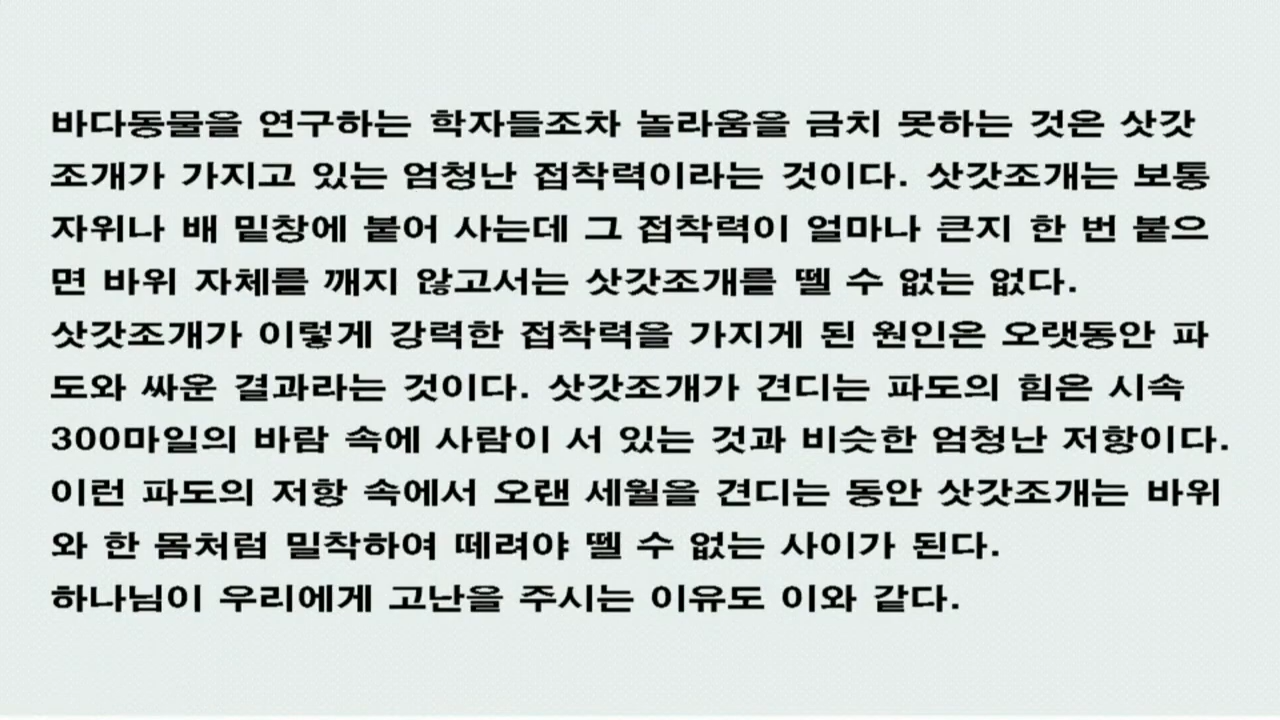 바다동물을 연구하는 학자들조차 놀라움을 금치 못하는 것은 삿갓
조개가 가지고 있는 엄청난 접착력이라는 것이다. 삿갓조개는 보통
자위나 배 밑창에 붙어 사는데 그 접착력이 얼마나 큰지 한 번 붙으
면 바위 자체를 깨지 않고서는 삿갓조개를 뗄 수 없는 없다.
삿갓조개가 이렇게 강력한 접착력을 가지게 된 원인은 오랫동안 파
도와 싸운 결과라는 것이다. 삿갓조개가 견디는 파도의 힘은 시속
300마일의 바람 속에 사람이 서 있는 것과 비슷한 엄청난 저항이다.
이런 파도의 저항 속에서 오랜 세월을 견디는 동안 삿갓조개는 바위
와 한 몸처럼 밀착하여 떼려야 뗄 수 없는 사이가 된다.
하나님이 우리에게 고난을 주시는 이유도 이와 같다.